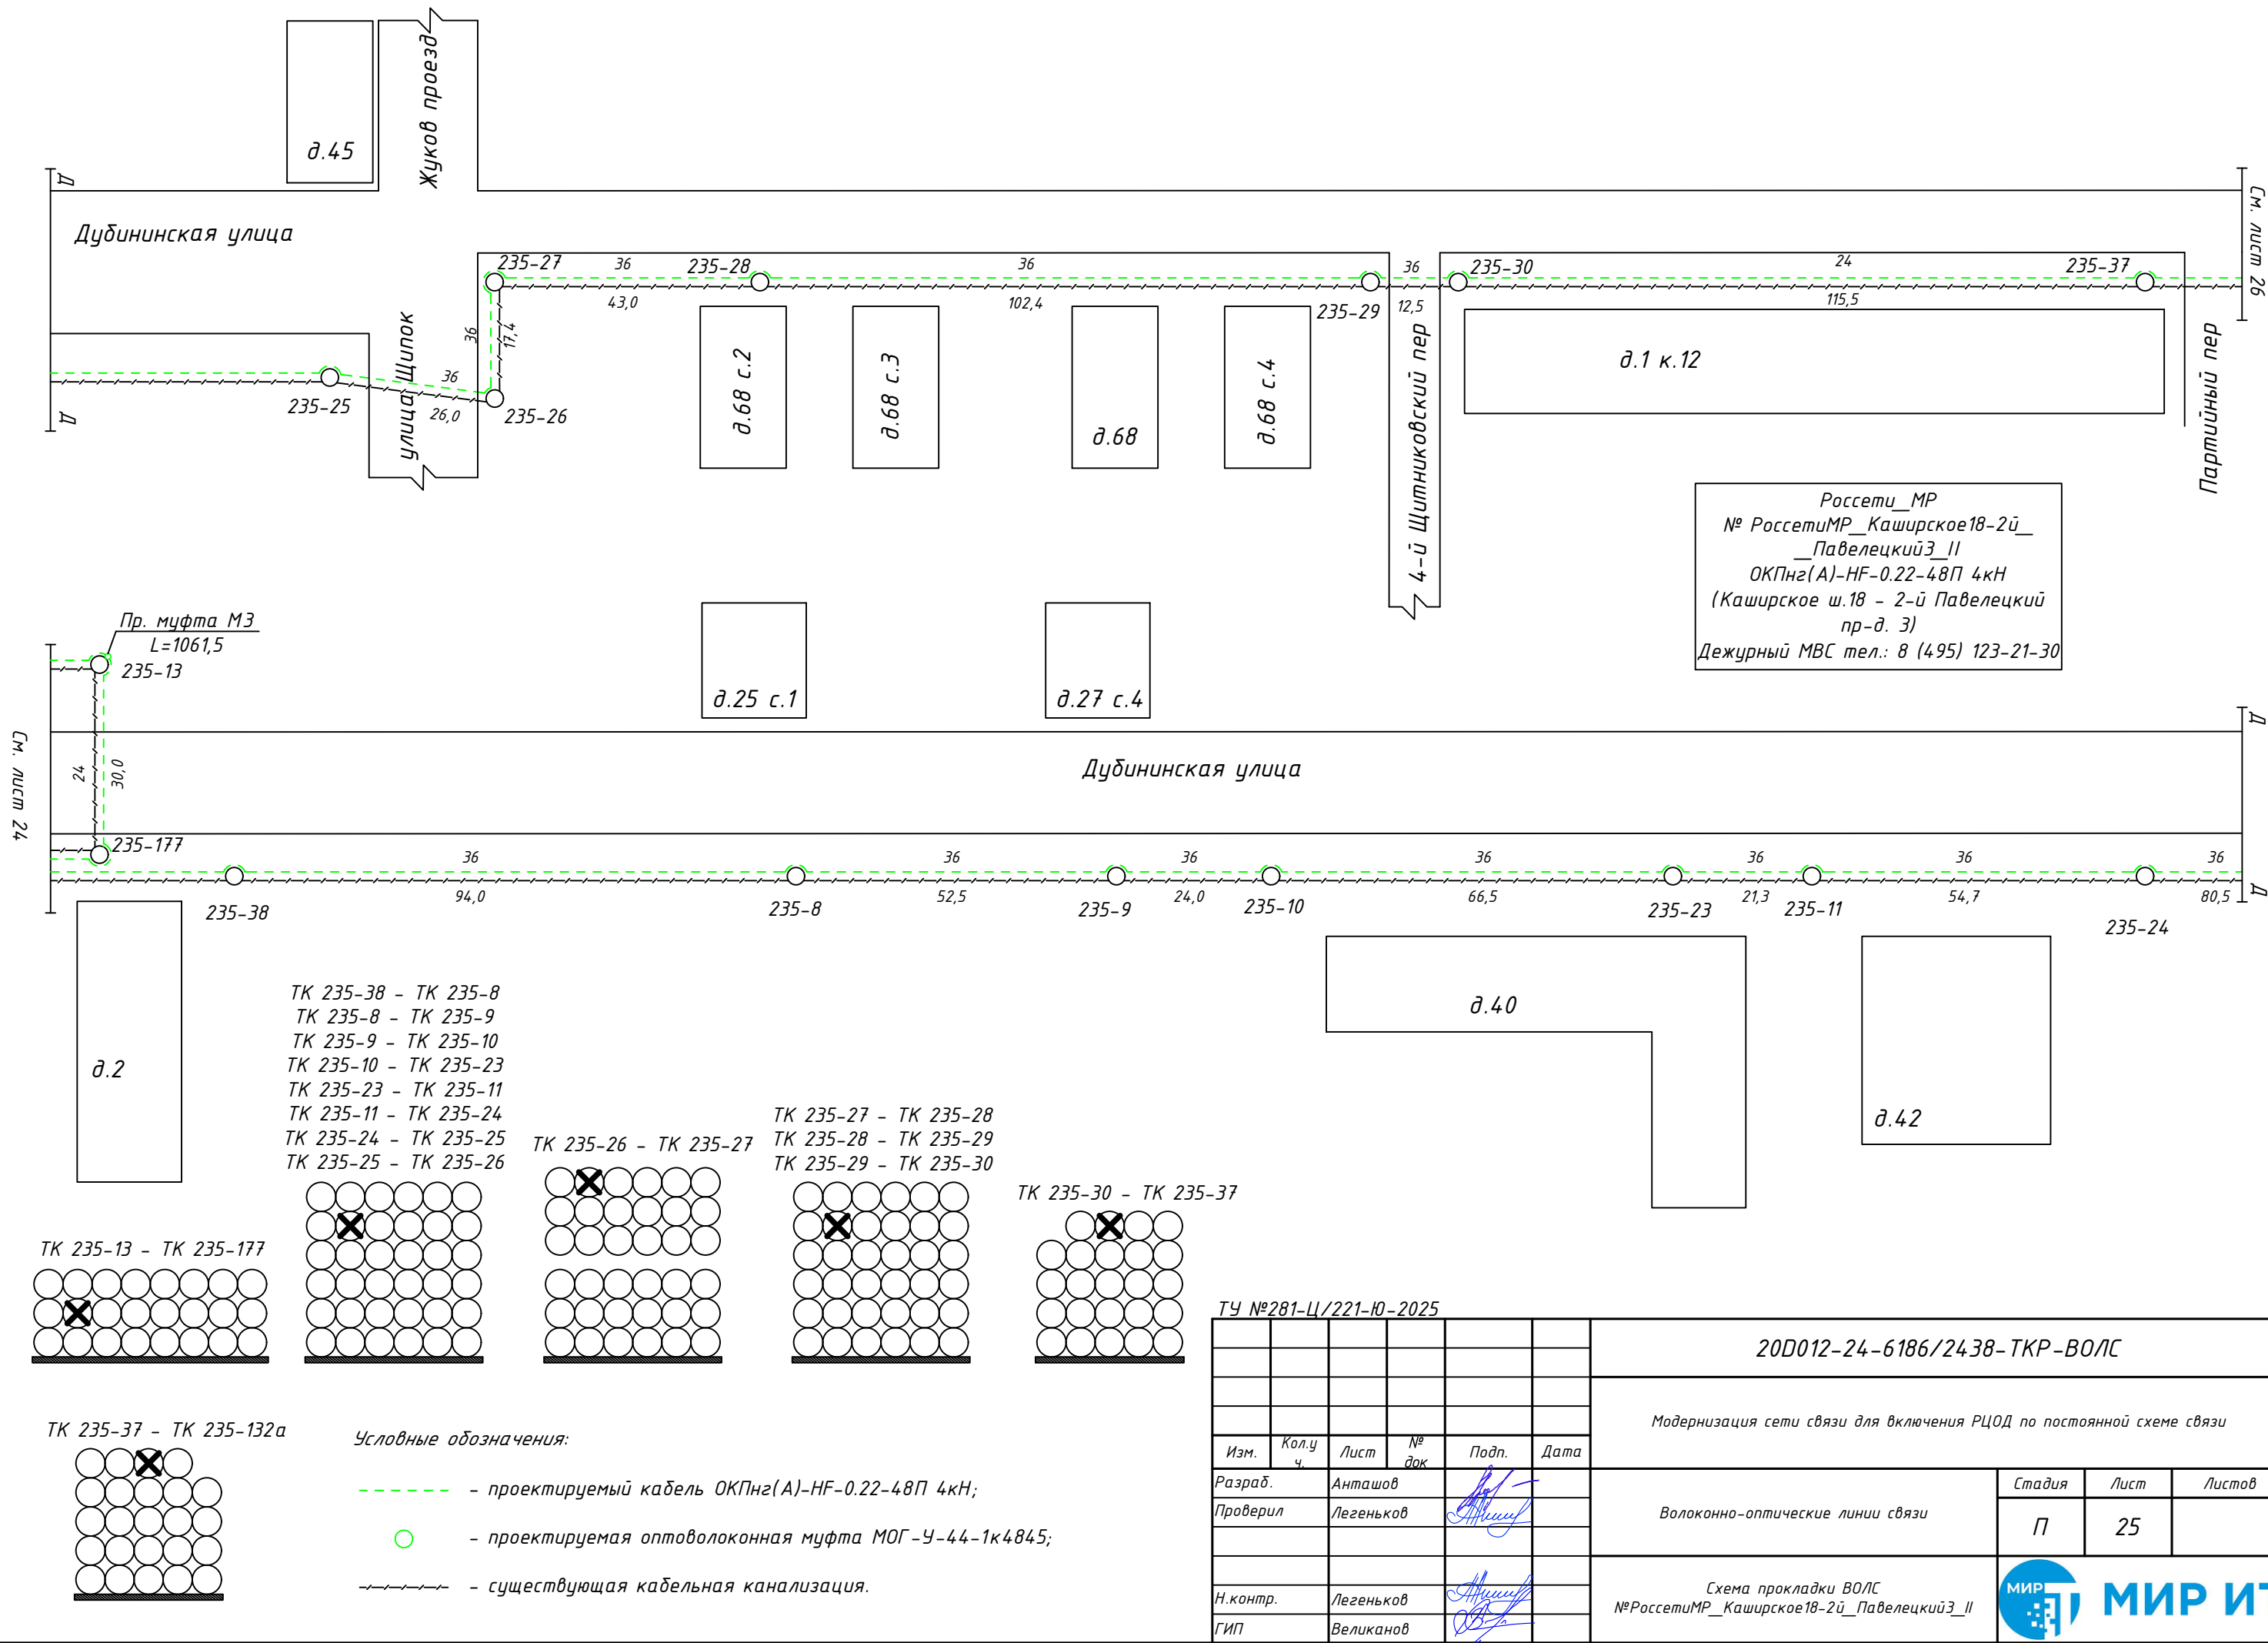 Жуков проезд
д.45
Д
Дубининская улица
См. лист 26
235-27
36
235-28
36
36
235-30
24
235-37
43,0
102,4
235-29
12,5
115,5
36
17,4
улица Щипок
36
26,0
235-25
235-26
Д
д.68 с.2
д.68 с.3
д.68
д.68 с.4
4-й Щитниковский пер
д.1 к.12
Партийный пер
Россети_МР
№ РоссетиМР_Каширское18-2й_
_Павелецкий3_II
ОКПнг(А)-HF-0.22-48П 4кН
(Каширское ш.18 - 2-й Павелецкий
пр-д. 3)
Дежурный МВС тел.: 8 (495) 123-21-30
Пр. муфта М3
L=1061,5
235-13
д.25 с.1
д.27 с.4
Д
См. лист 24
24
30,0
Дубининская улица
235-177
36
36
36
36
36
36
36
235-38
94,0
235-8
52,5
235-9
24,0
235-10
66,5
235-23
21,3
235-11
54,7
235-24
80,5
Д
д.2
д.40
д.42
ТК 235-38 - ТК 235-8
ТК 235-8 - ТК 235-9
ТК 235-9 - ТК 235-10
ТК 235-10 - ТК 235-23
ТК 235-23 - ТК 235-11
ТК 235-11 - ТК 235-24
ТК 235-24 - ТК 235-25
ТК 235-25 - ТК 235-26
ТК 235-26 - ТК 235-27
ТК 235-27 - ТК 235-28
ТК 235-28 - ТК 235-29
ТК 235-29 - ТК 235-30
ТК 235-30 - ТК 235-37
ТК 235-13 - ТК 235-177
ТК 235-37 - ТК 235-132а
Условные обозначения:
- проектируемый кабель ОКПнг(А)-HF-0.22-48П 4кН;
- проектируемая оптоволоконная муфта МОГ-У-44-1к4845;
- существующая кабельная канализация.
ТУ №281-Ц/221-Ю-2025
20D012-24-6186/2438-ТКР-ВОЛС
Модернизация сети связи для включения РЦОД по постоянной схеме связи
Изм.
Кол.у
ч.
Лист
№
док
Подп.
Дата
Разраб.
Анташов
Проверил
Легеньков
Н.контр.
Легеньков
ГИП
Великанов
Волоконно-оптические линии связи
Стадия
Лист
Листов
П
25
Схема прокладки ВОЛС
№РоссетиМР_Каширское18-2й_Павелецкий3_II
МИР
МИР ИТ